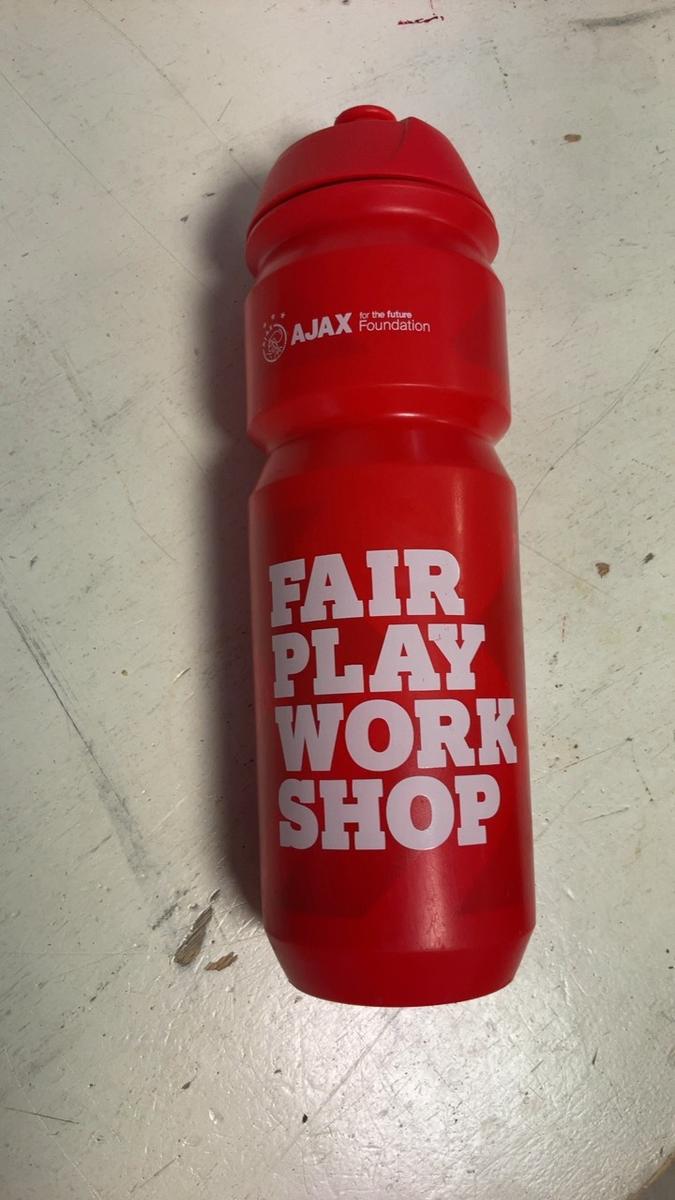 AJAX
for the future
Foundation
FAIR
PLAY
WORK
SHOP